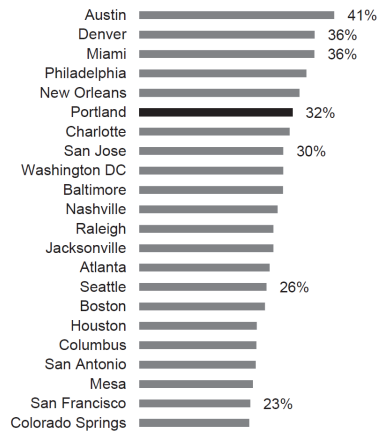 Austin 41%
Denver 36%
Miami 36%
Philadelphia
New Orleans
Portland 32%
Charlotte
San Jose 30%
Washington DC
Baltimore
Nashville
Raleigh
Jacksonville
Atlanta
Seattle 26%
Boston
Houston
Columbus
San Antonio
Mesa
San Francisco 23%
Colorado Springs